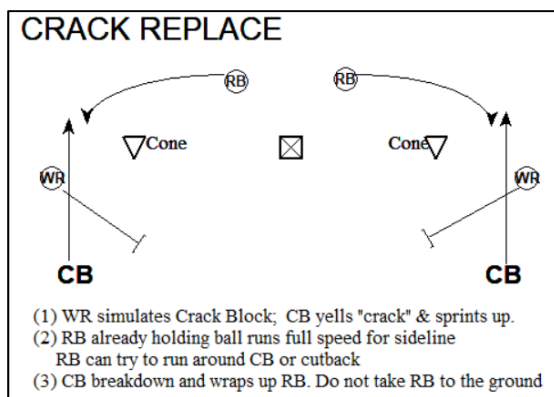 CRACK REPLACE
RB RB
Cone Cone
WR WR
CB CB
(1) WR simulates Crack Block; CB yells "crack" & sprints up.
(2) RB already holding ball runs full speed for sideline
RB can try to run around CB or cutback
(3) CB breakdown and wraps up RB. Do not take RB to the ground